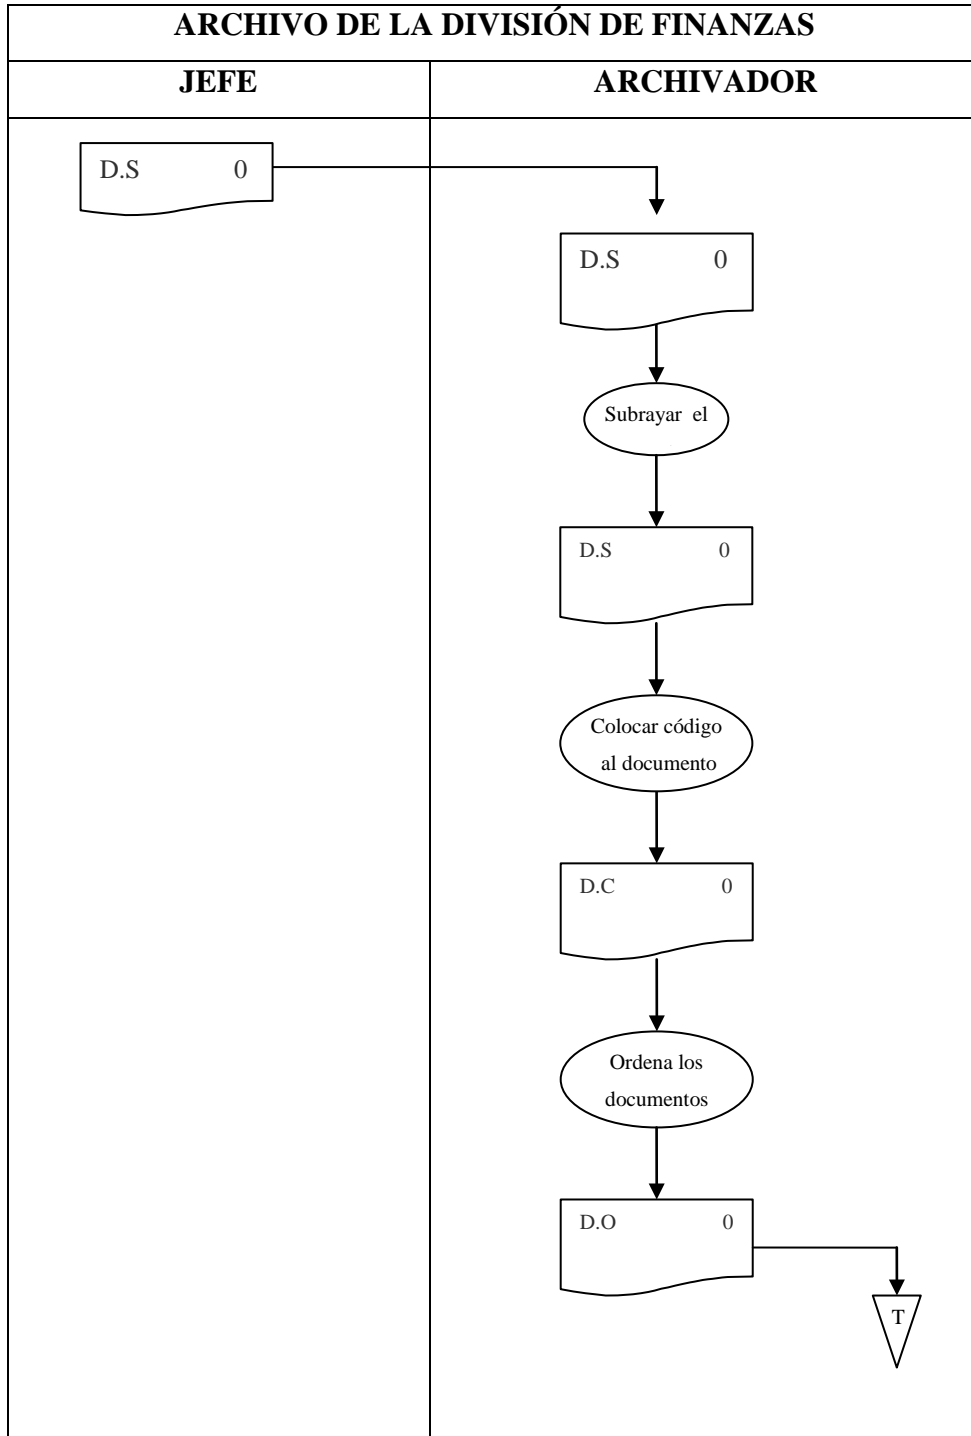 ARCHIVO DE LA DIVISIÓN DE FINANZAS
JEFE ARCHIVADOR
D.S 0
D.S 0
Subrayar el
D.S 0
Colocar código
al documento
D.C 0
Ordena los
documentos
D.O 0
T